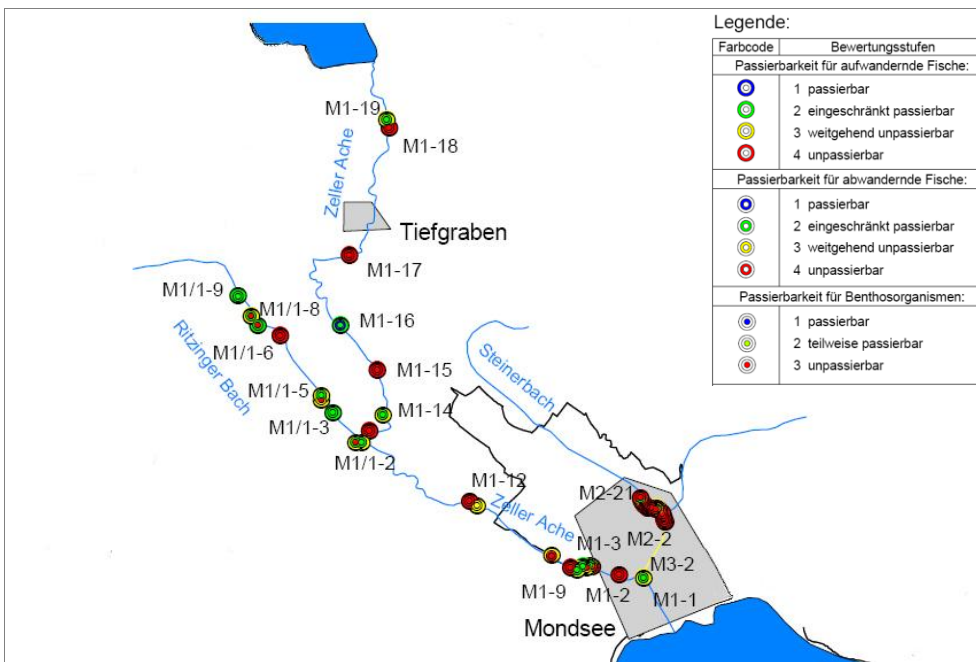 Legende:
Farbcode Bewertungsstufen
Passierbarkeit für aufwandernde Fische:
1 passierbar
2 eingeschränkt passierbar
3 weitgehend unpassierbar
4 unpassierbar
Passierbarkeit für abwandernde Fische:
1 passierbar
2 eingeschränkt passierbar
3 weitgehend unpassierbar
4 unpassierbar
Passierbarkeit für Benthosorganismen:
1 passierbar
2 teilweise passierbar
3 unpassierbar
M1-19
M1-18
Zeller Ache
Tiefgraben
M1-17
M1/1-9
M1/1-8
M1-16
M1/1-6
Ritzinger Bach
Steinerbach
M1-15
M1/1-5
M1-14
M1/1-3
M1/1-2
M1-12
M2-21
Zeller Ache
M2-2
M1-3
M3-2
M1-9
M1-2
M1-1
Mondsee